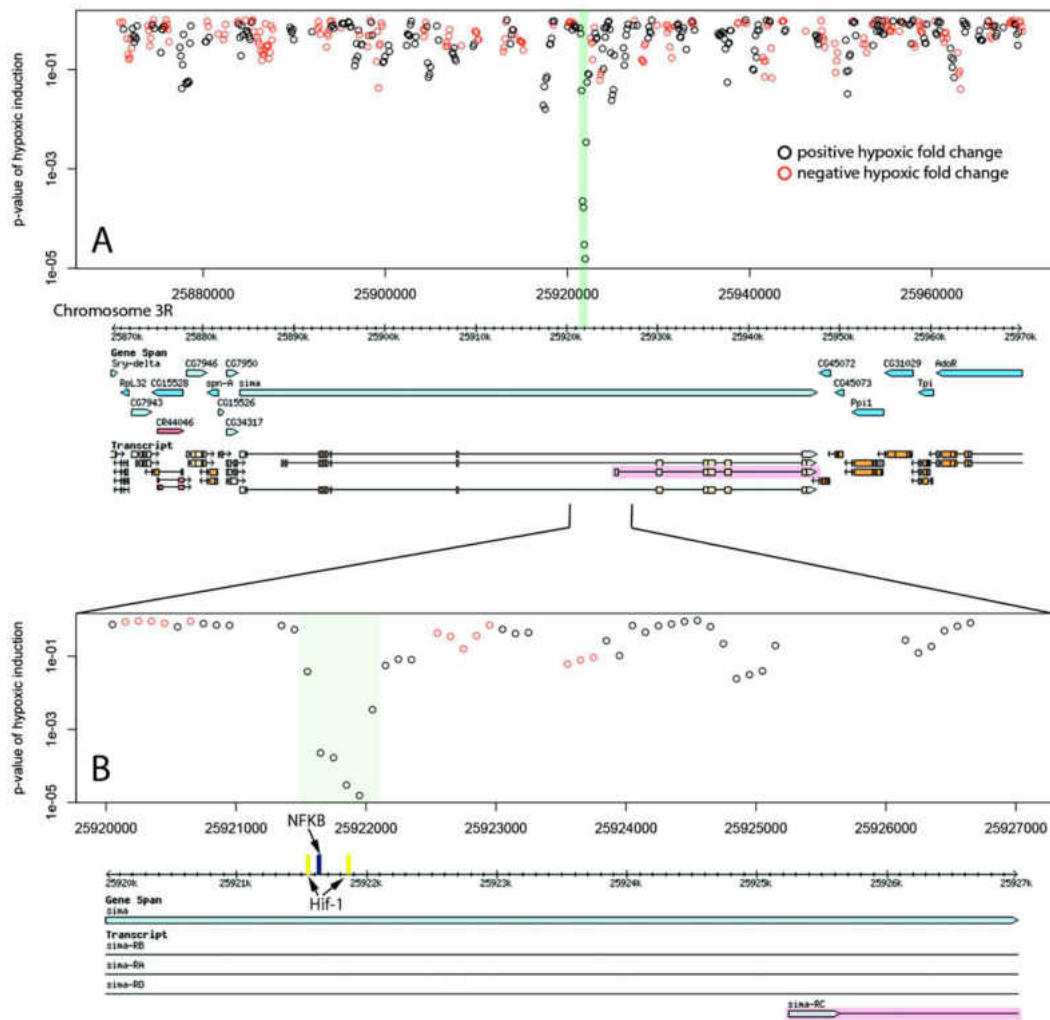 1e-01
1e-03
1e-05
p-value of hypoxic induction
positive hypoxic fold change
negative hypoxic fold change
A
25880000 25900000 25920000 25940000 25960000
Chromosome 3R
25870k 25880k 25890k 25900k 25910k 25920k 25930k 25940k 25950k 25960k 25970k
Gene Span
Sry-delta CG7946 CG7950 CG45072 CG31029 AdoR
RpL32 CG15528 spn-A sima CG45073 Tpi
CG7943 CG15526 Ppi1
CR44046 CG34317
Transcript
1e-01
1e-03
1e-05
p-value of hypoxic induction
B
25920000 25921000 25922000 25923000 25924000 25925000 25926000 25927000
NFKB
25920k 25921k 25922k 25923k 25924k 25925k 25926k 25927k
Hif-1
Gene Span
sima
Transcript
sima-RB
sima-RA
sima-RD
sima-RC